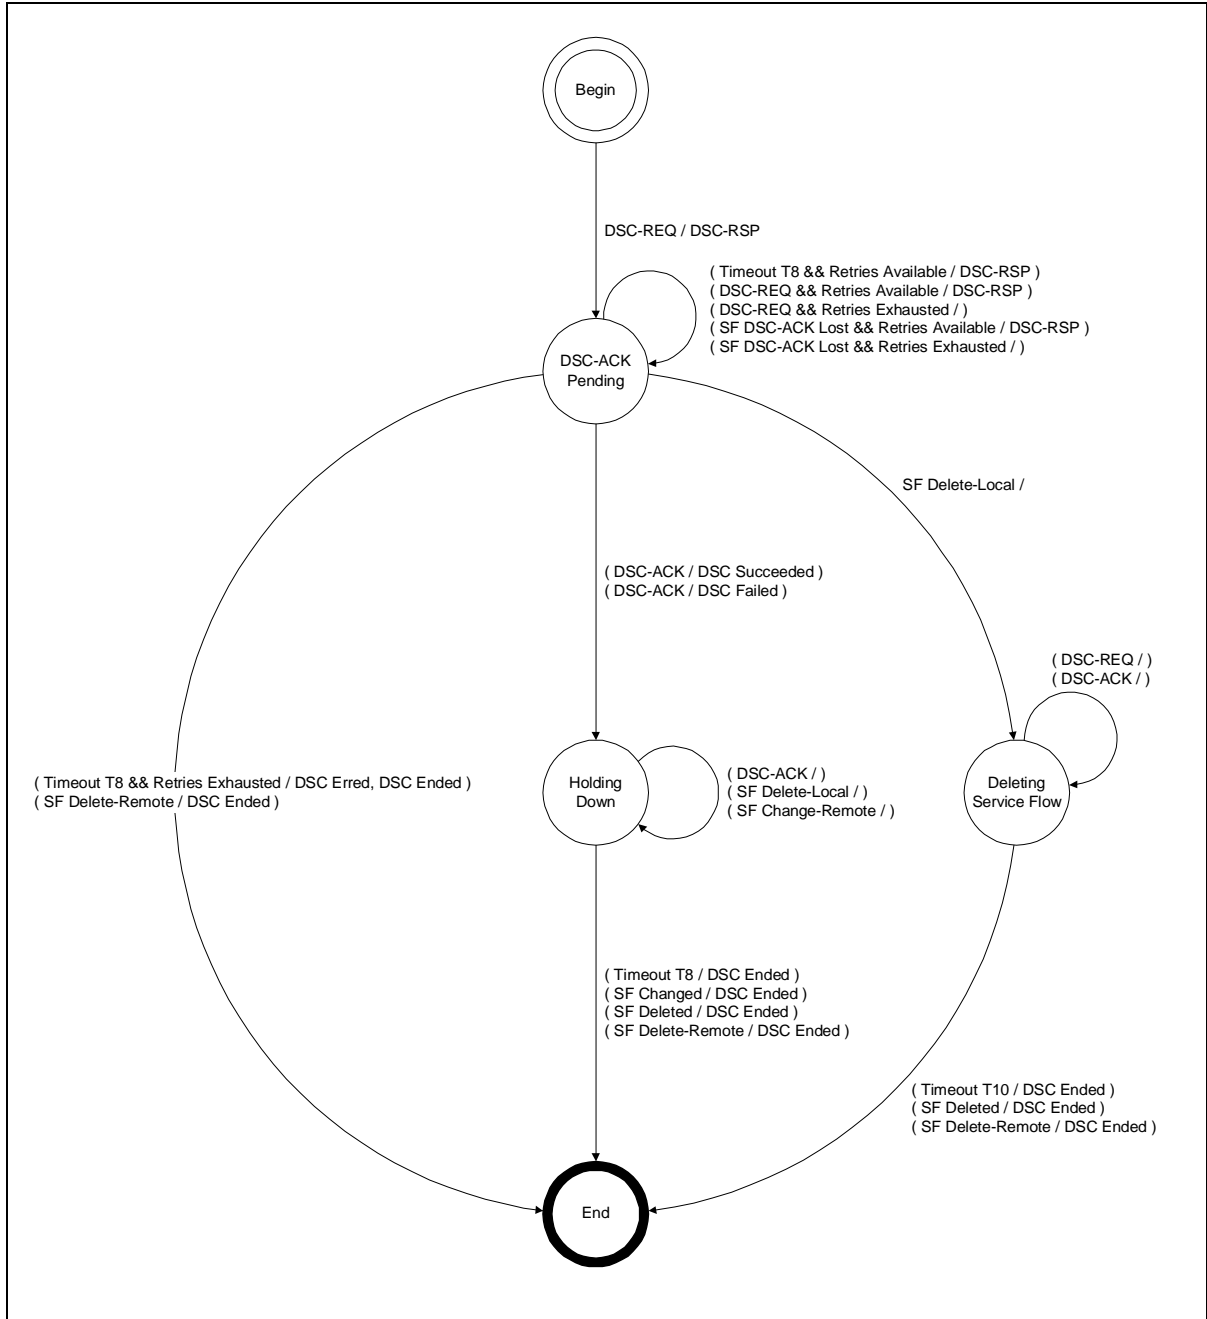 Begin
DSC-REQ / DSC-RSP
( Timeout T8 && Retries Available / DSC-RSP )
( DSC-REQ && Retries Available / DSC-RSP )
( DSC-REQ && Retries Exhausted / )
( SF DSC-ACK Lost && Retries Available / DSC-RSP )
( SF DSC-ACK Lost && Retries Exhausted / )
DSC-ACK
Pending
SF Delete-Local /
( DSC-ACK / DSC Succeeded )
( DSC-ACK / DSC Failed )
( DSC-REQ / )
( DSC-ACK / )
( Timeout T8 && Retries Exhausted / DSC Erred, DSC Ended )
( SF Delete-Remote / DSC Ended )
Holding
Down
( DSC-ACK / )
( SF Delete-Local / )
( SF Change-Remote / )
Deleting
Service Flow
( Timeout T8 / DSC Ended )
( SF Changed / DSC Ended )
( SF Deleted / DSC Ended )
( SF Delete-Remote / DSC Ended )
( Timeout T10 / DSC Ended )
( SF Deleted / DSC Ended )
( SF Delete-Remote / DSC Ended )
End